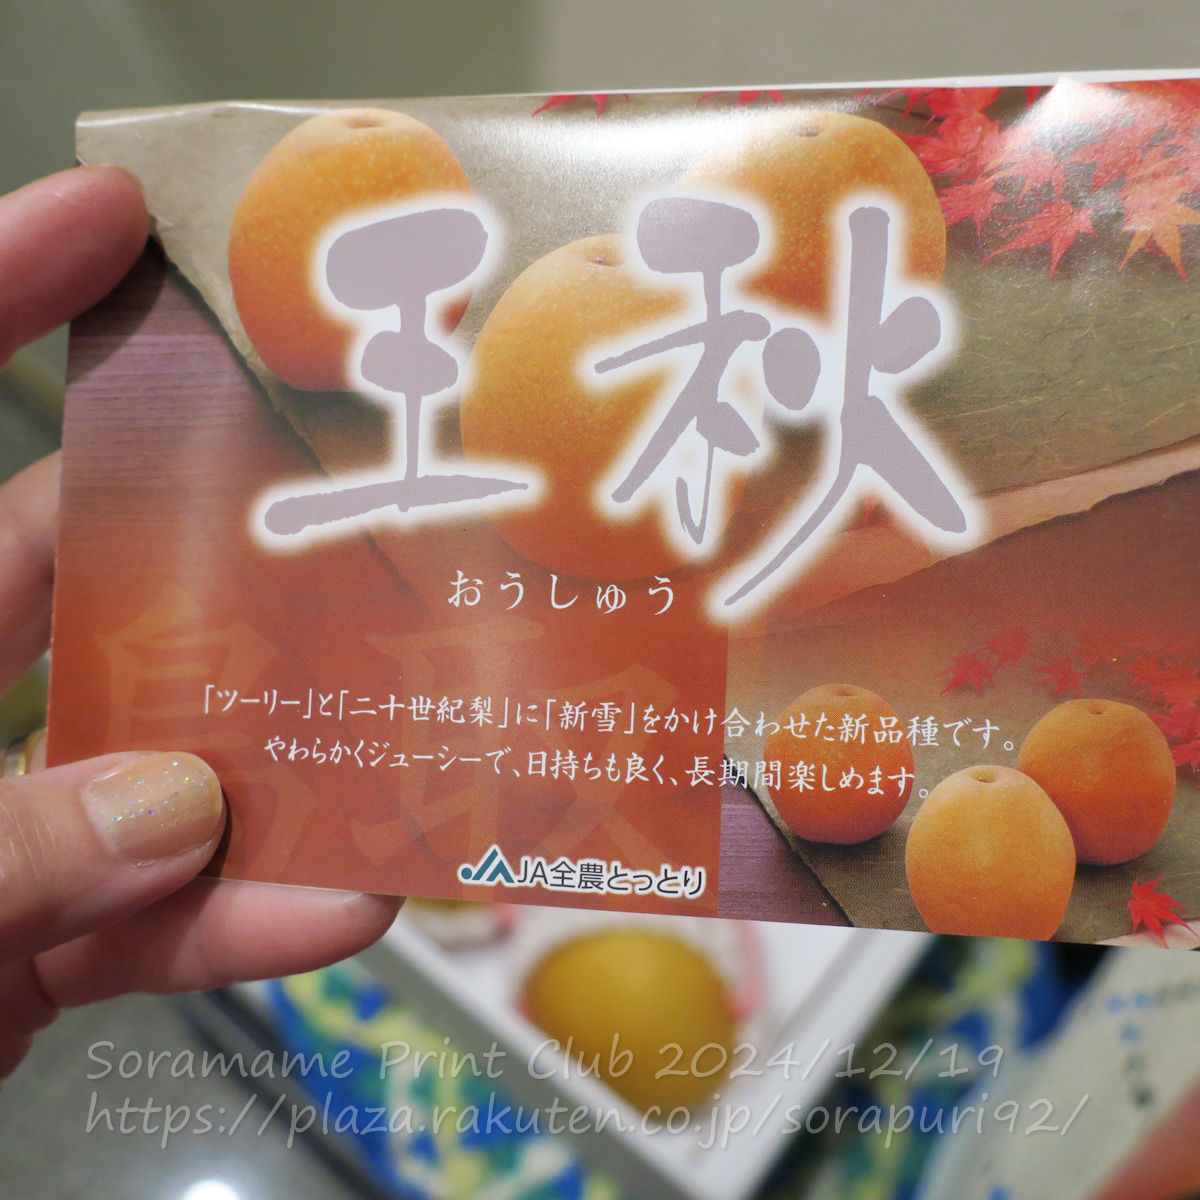 王秋
おうしゅう
「ツーリー」と「二十世紀梨」に「新雪」をかけ合わせた新品種です。
やわらかくジューシーで、日持ちも良く、長期間楽しめます。
鳥取
JA全農とっとり
Soramame Print Club 2024/12/19
https://plaza.rakuten.co.jp/sorapuri92/